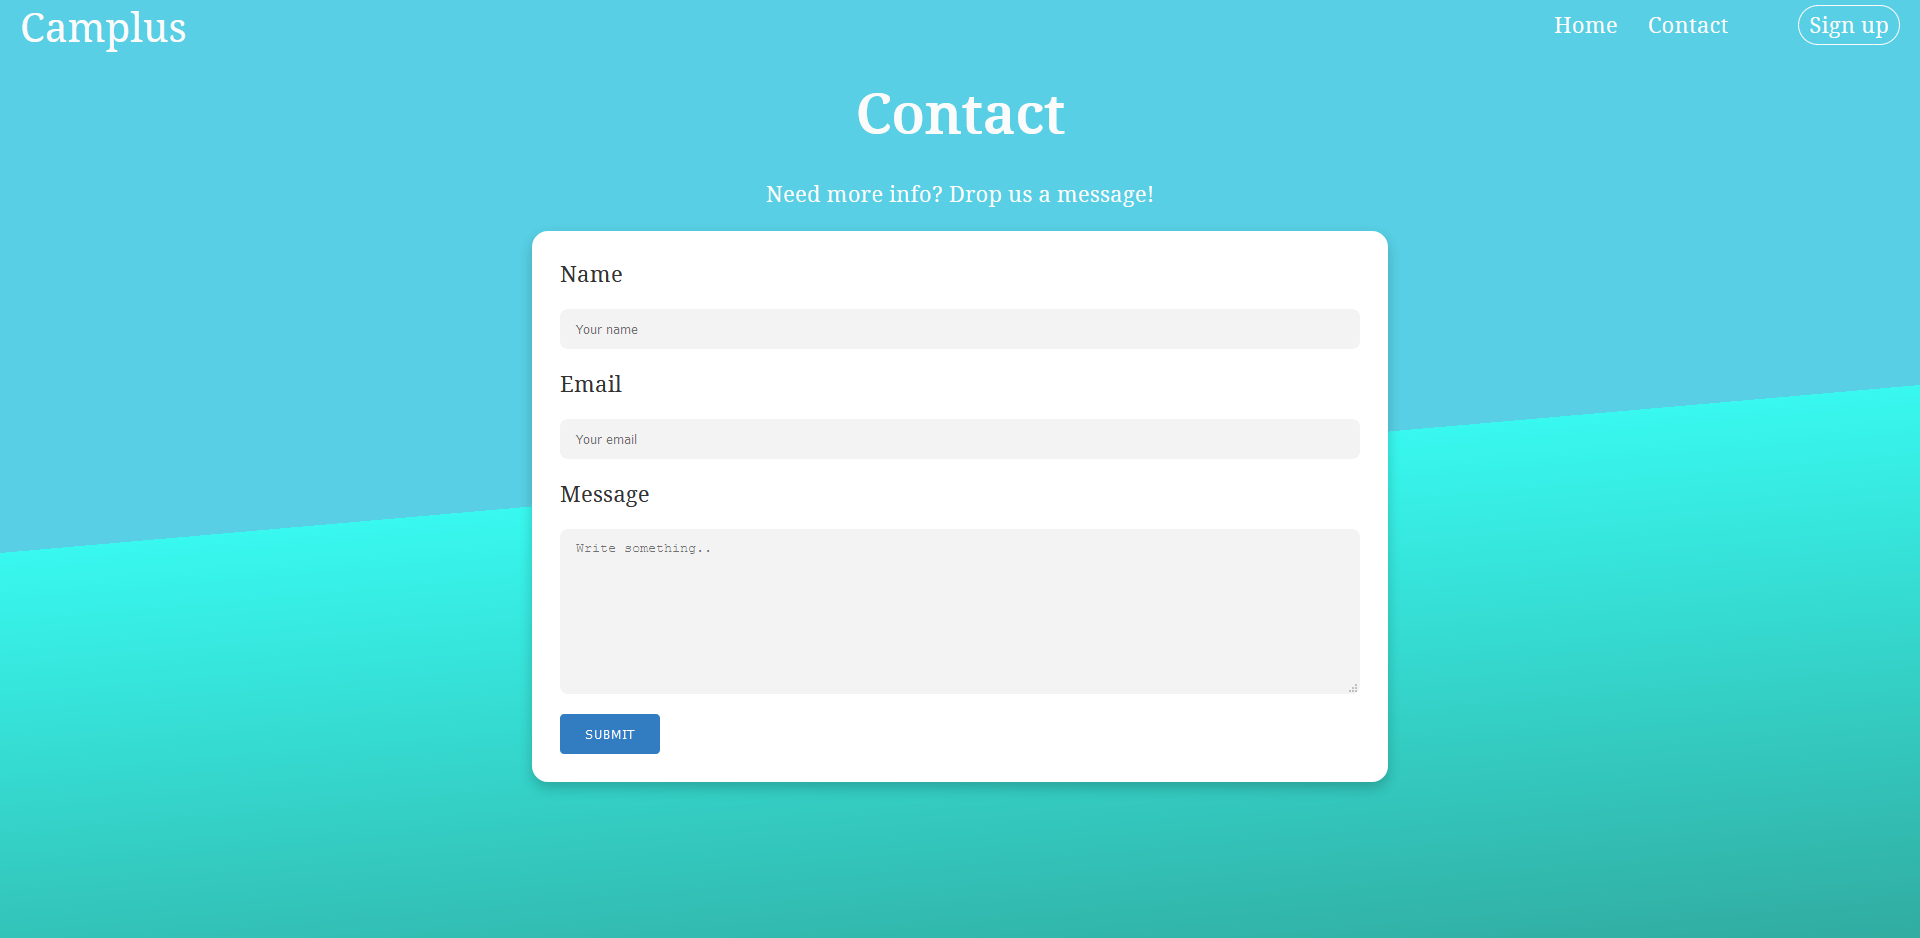 Camplus
Home Contact Sign up
Contact
Need more info? Drop us a message!
Name
Your name
Email
Your email
Message
Write something..
SUBMIT